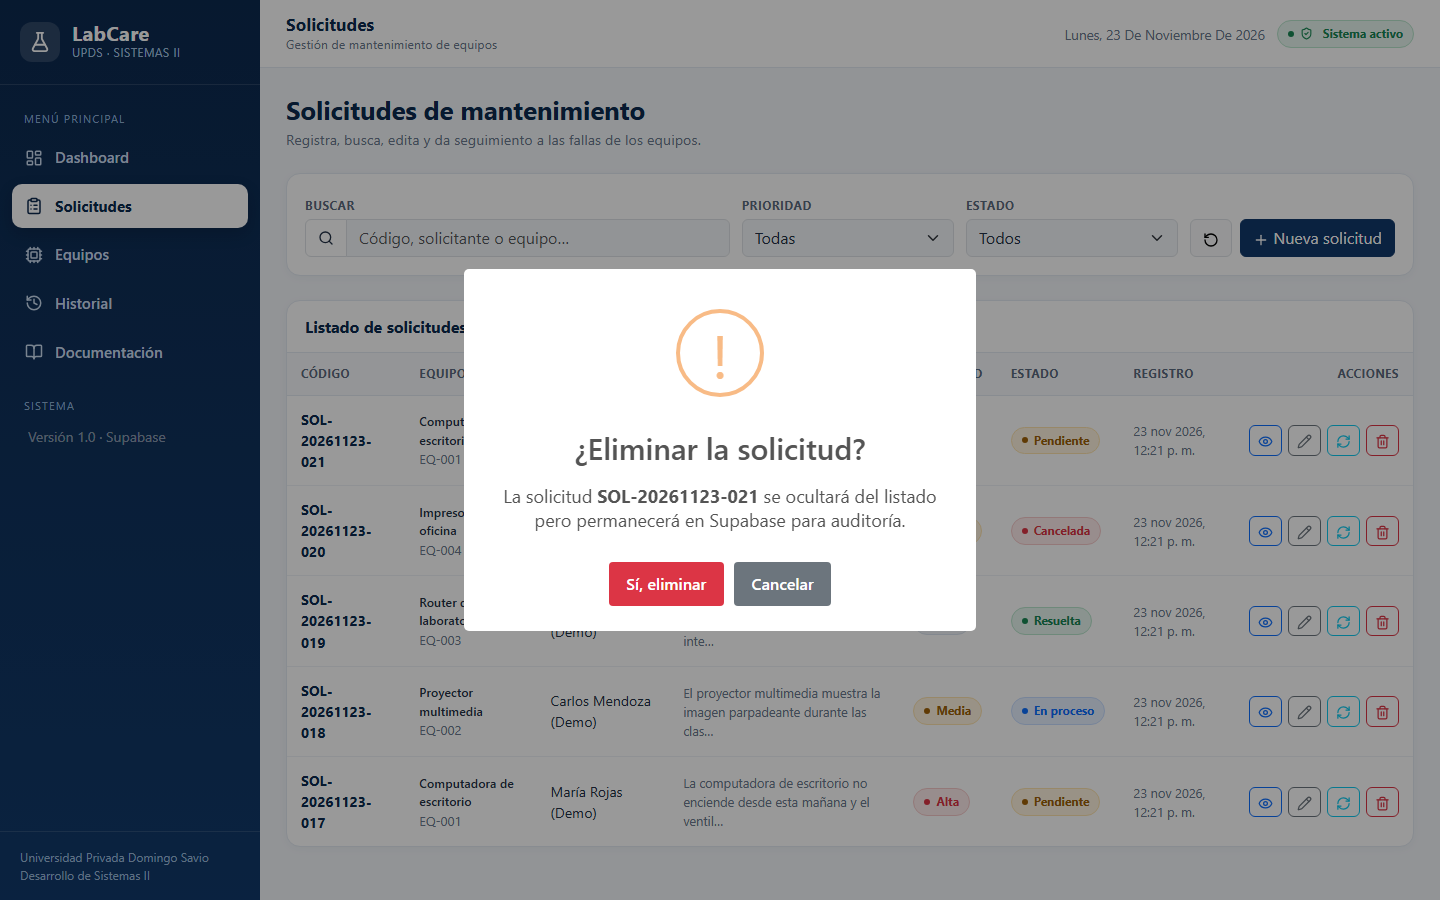 LabCare
UPDS · SISTEMAS II
MENÚ PRINCIPAL
Dashboard
Solicitudes
Equipos
Historial
Documentación
SISTEMA
Versión 1.0 · Supabase
Universidad Privada Domingo Savio
Desarrollo de Sistemas II
Solicitudes
Gestión de mantenimiento de equipos
Lunes, 23 De Noviembre De 2026
Sistema activo
Solicitudes de mantenimiento
Registra, busca, edita y da seguimiento a las fallas de los equipos.
BUSCAR
PRIORIDAD
ESTADO
Código, solicitante o equipo...
Todas
Todos
+ Nueva solicitud
Listado de solicitudes
CÓDIGO
ESTADO
REGISTRO
ACCIONES
SOL-
20261123-
021
EQ-001
Pendiente
23 nov 2026,
12:21 p. m.
SOL-
20261123-
020
oficina
EQ-004
Cancelada
23 nov 2026,
12:21 p. m.
SOL-
20261123-
019
Router
EQ-003
(Demo)
inte...
Resuelta
23 nov 2026,
12:21 p. m.
SOL-
20261123-
018
Proyector
multimedia
EQ-002
Carlos Mendoza
(Demo)
El proyector multimedia muestra la
imagen parpadeante durante las
clas...
Media
En proceso
23 nov 2026,
12:21 p. m.
SOL-
20261123-
017
Computadora de
escritorio
EQ-001
María Rojas
(Demo)
La computadora de escritorio no
enciende desde esta mañana y el
ventil...
Alta
Pendiente
23 nov 2026,
12:21 p. m.
¿Eliminar la solicitud?
La solicitud SOL-20261123-021 se ocultará del listado
pero permanecerá en Supabase para auditoría.
Sí, eliminar
Cancelar